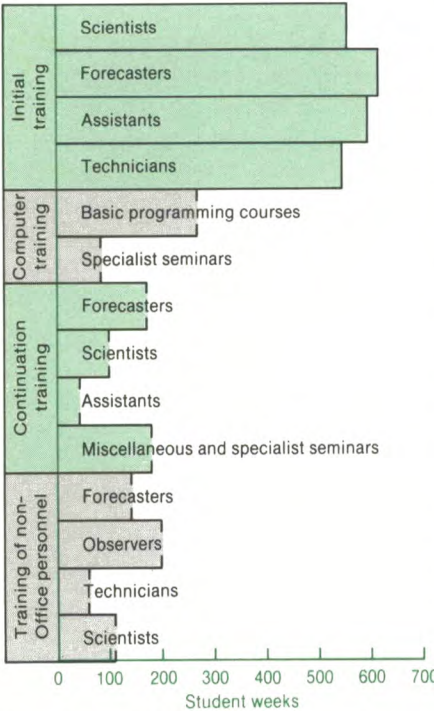 Initial
training
Scientists
Forecasters
Assistants
Technicians
Computer
training
Basic programming courses
Specialist seminars
Continuation
training
Forecasters
Scientists
Assistants
Miscellaneous and specialist seminars
Training of non-
Office personnel
Forecasters
Observers
Technicians
Scientists
0 100 200 300 400 500 600 700
Student weeks